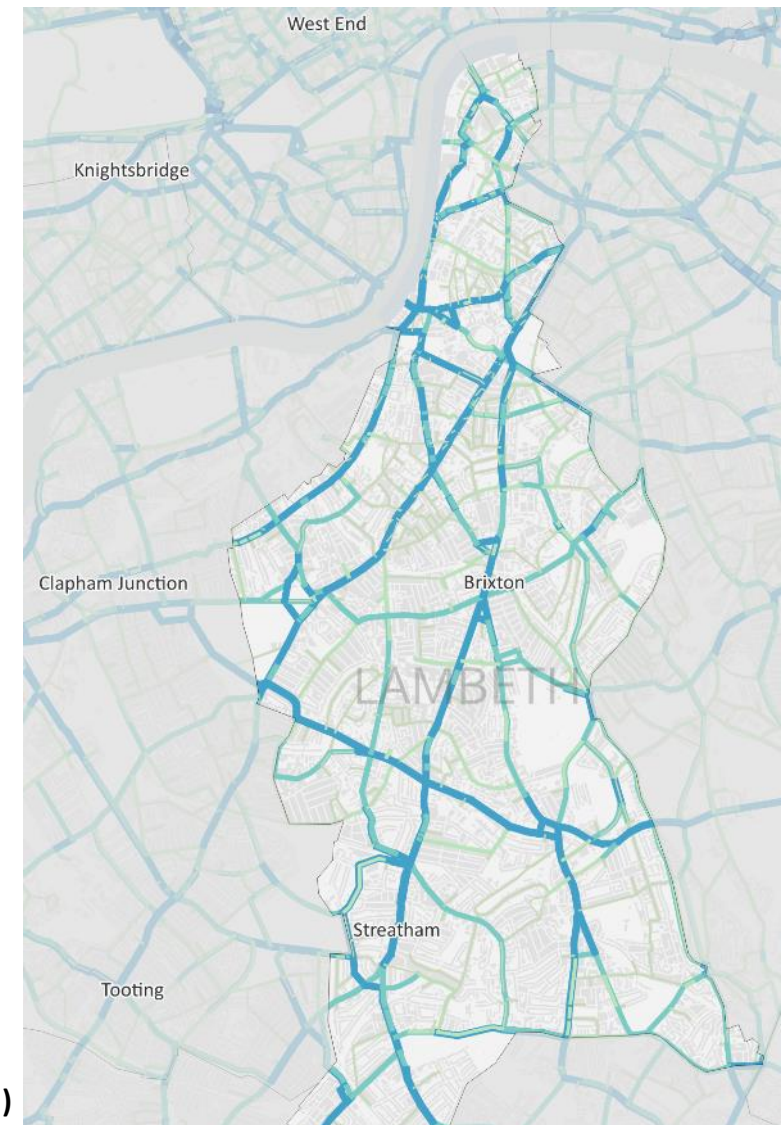 West End
Knightsbridge
Clapham Junction
Brixton
LAMBETH
Streatham
Tooting
)